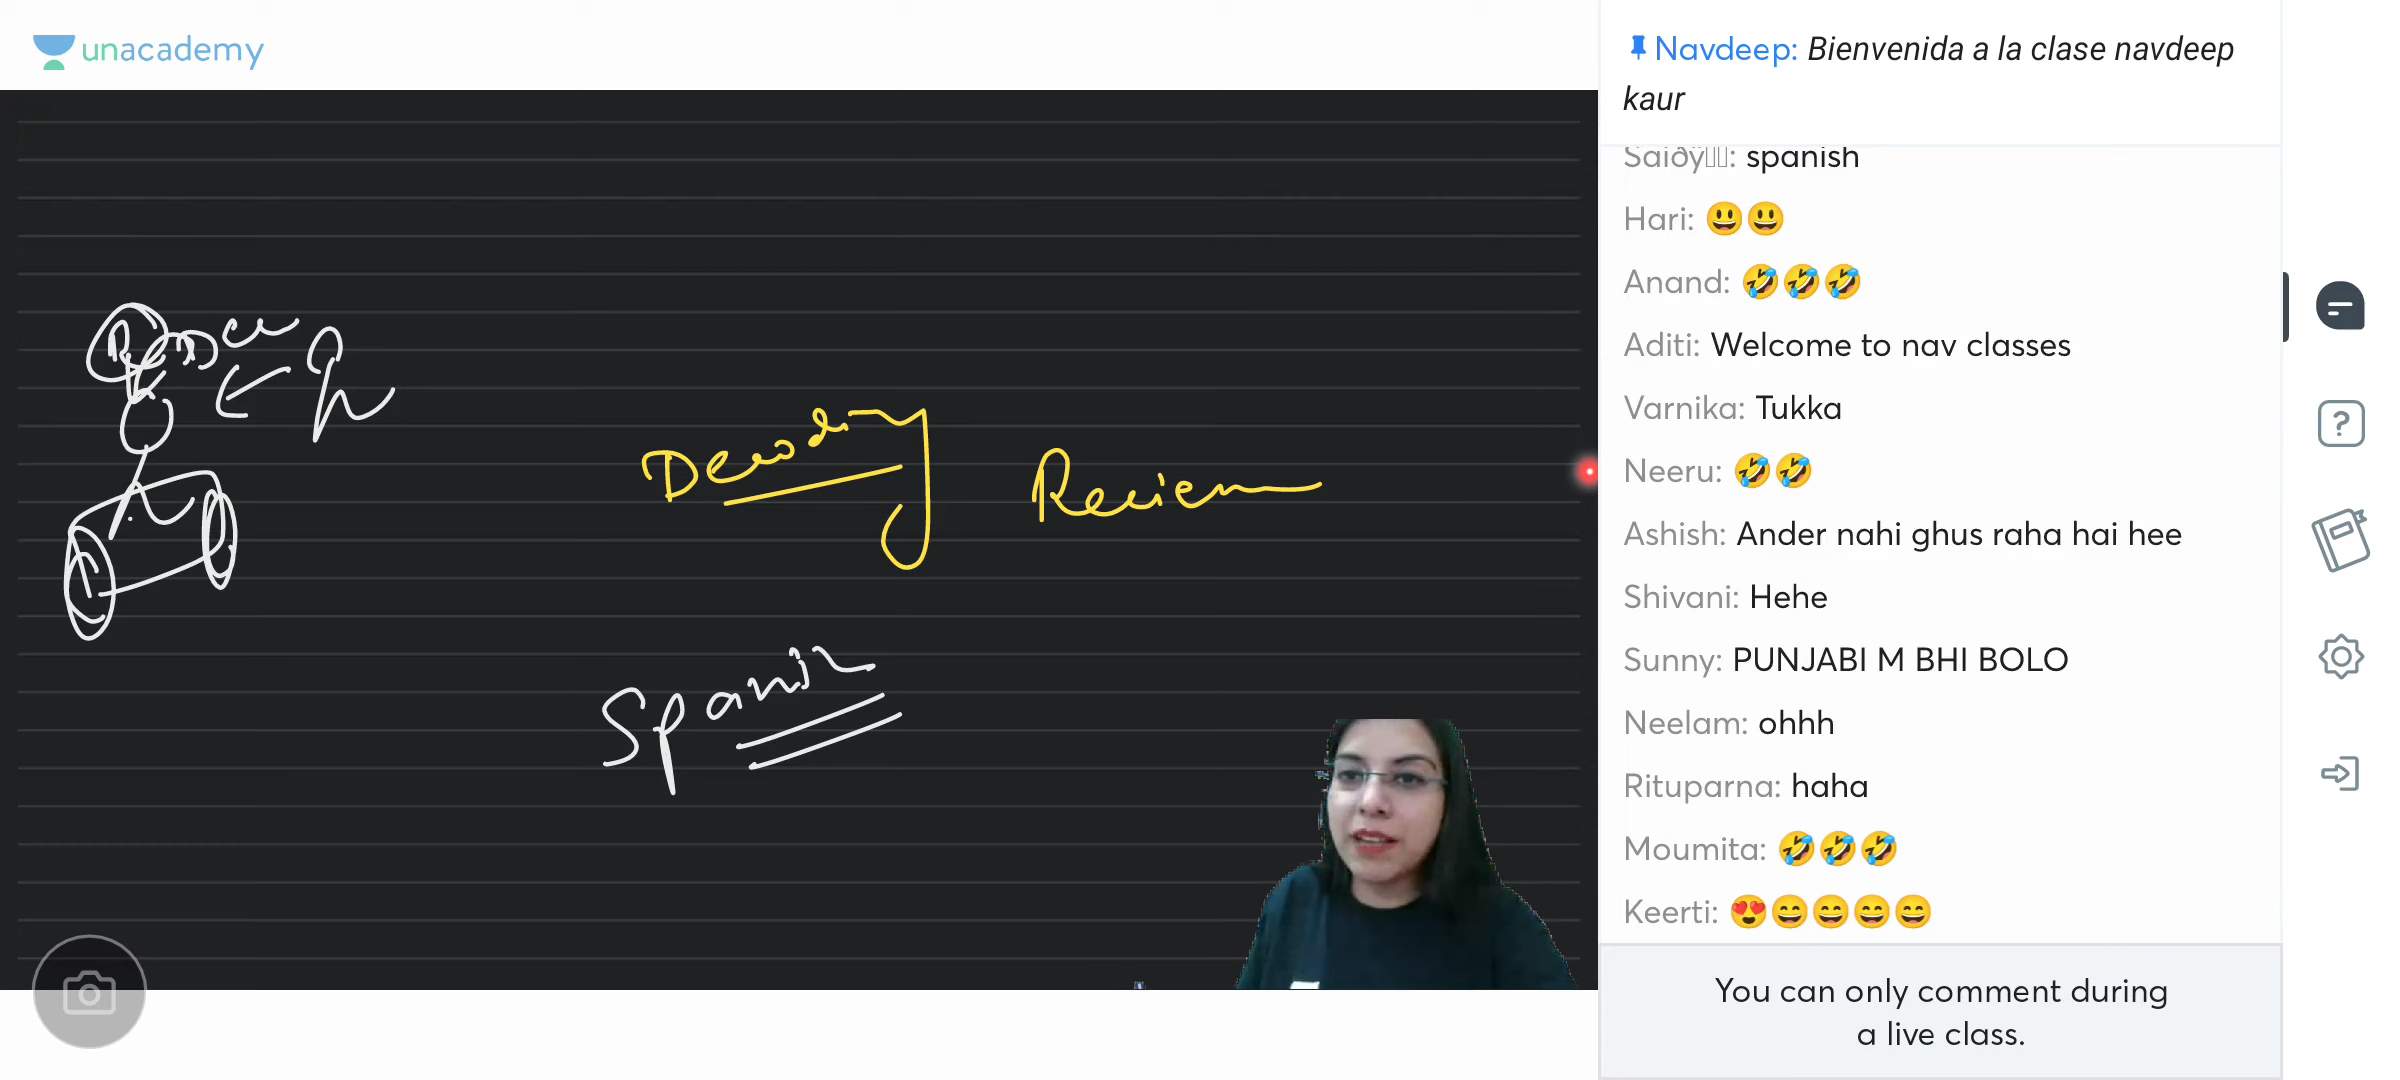 unacademy
Navdeep: Bienvenida a la clase navdeep
kaur
spanish
Hari: 😃😃
Anand: 🤣🤣🤣
Aditi: Welcome to nav classes
Varnika: Tukka
Neeru: 🤣🤣
Ashish: Ander nahi ghus raha hai hee
Shivani: Hehe
Sunny: PUNJABI M BHI BOLO
Neelam: ohhh
Rituparna: haha
Moumita: 🤣🤣🤣
Keerti: 😍😄😄😄😄
You can only comment during
a live class.
Decoding
Spanish